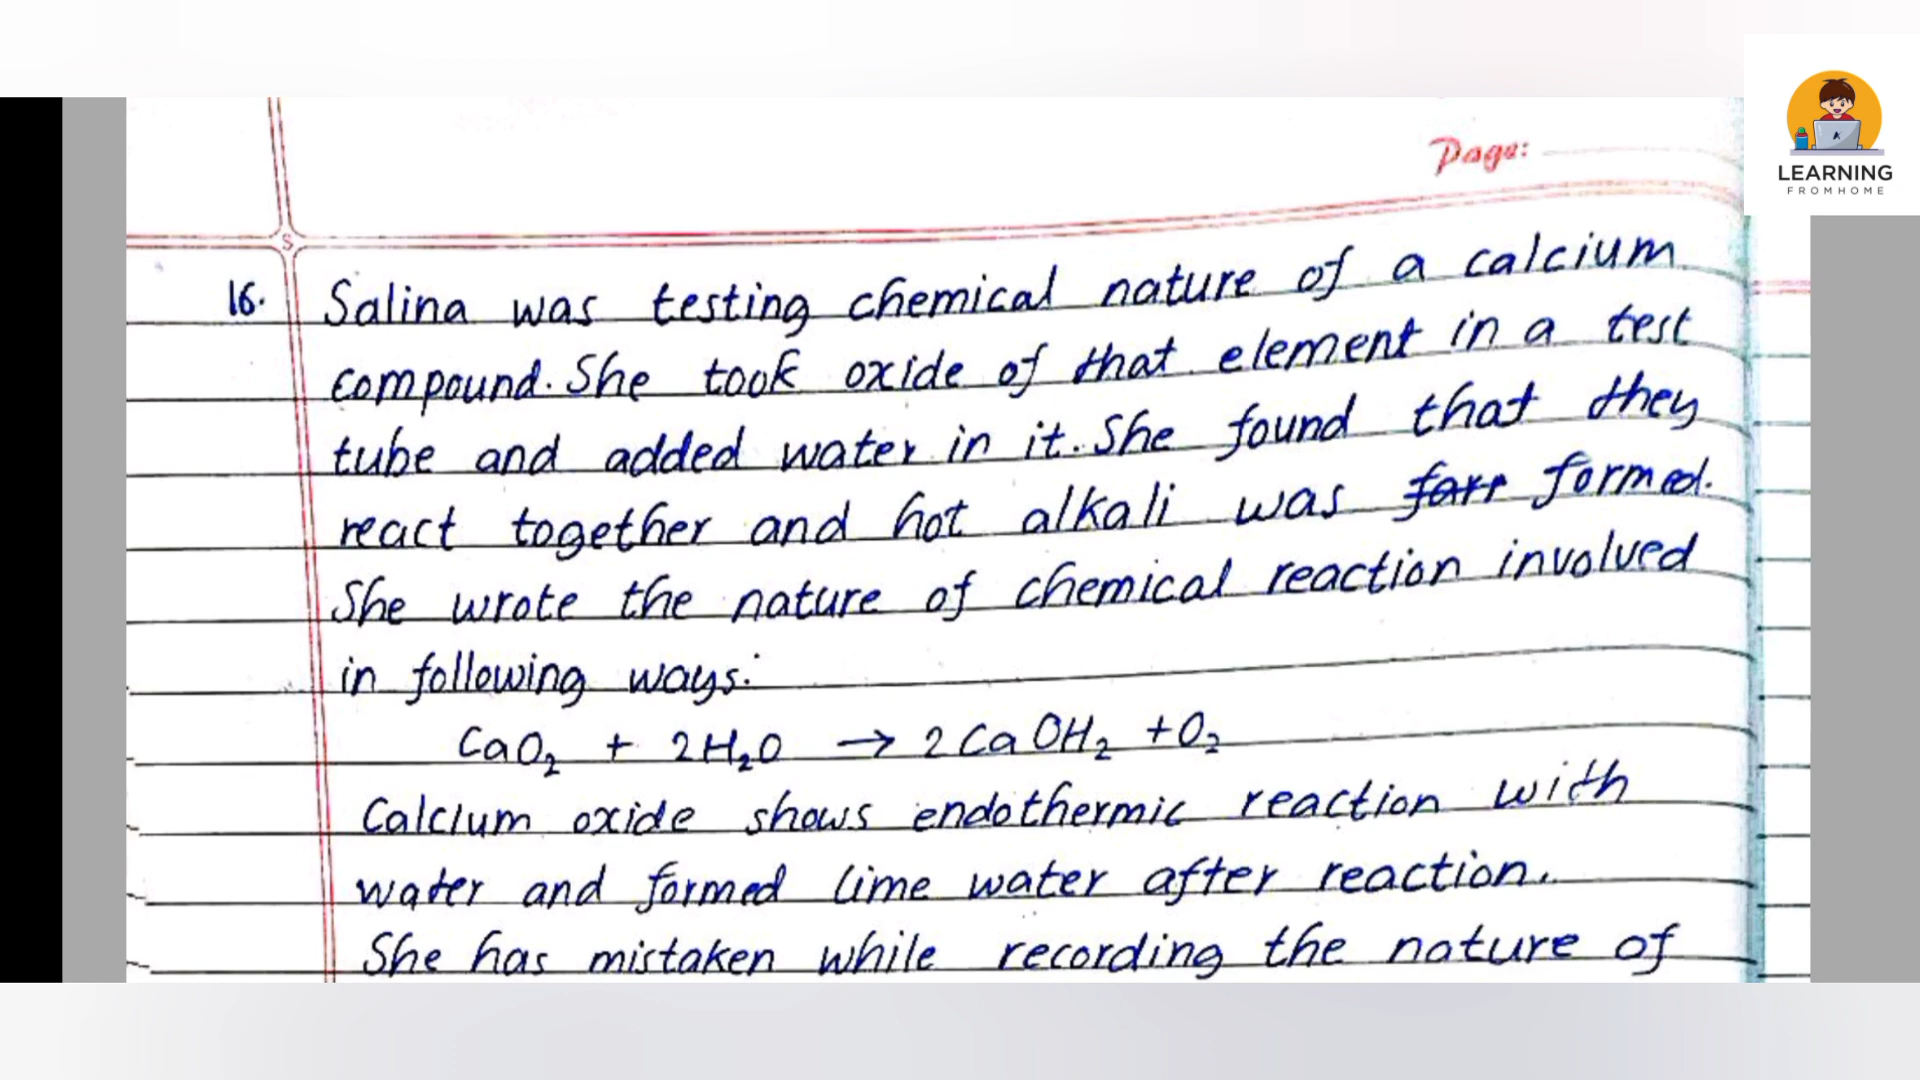 Page:
LEARNING
FROMHOME
16. Salina was testing chemical nature of a calcium
compound. She took oxide of that element in a test
tube and added water in it. She found that they
react together and hot alkali was farr formed.
She wrote the nature of chemical reaction involved
in following ways:
CaO₂ + 2H₂O → 2CaOH₂ + O₂
Calcium oxide shows endothermic reaction with
water and formed lime water after reaction.
She has mistaken while recording the nature of